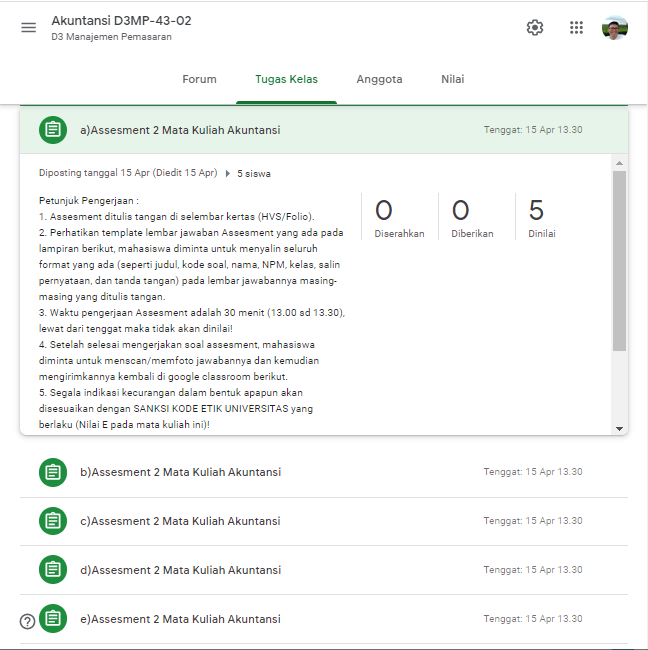 Akuntansi D3MP-43-02
D3 Manajemen Pemasaran
Forum
Tugas Kelas
Anggota
Nilai
a)Assesment 2 Mata Kuliah Akuntansi
Tenggat: 15 Apr 13.30
Diposting tanggal 15 Apr (Diedit 15 Apr)
5 siswa
Petunjuk Pengerjaan :
1. Assesment ditulis tangan di selembar kertas (HVS/Folio).
2. Perhatikan template lembar jawaban Assesment yang ada pada
lampiran berikut, mahasiswa diminta untuk menyalin seluruh
format yang ada (seperti judul, kode soal, nama, NPM, kelas, salin
pernyataan, dan tanda tangan) pada lembar jawabannya masing-
masing yang ditulis tangan.
3. Waktu pengerjaan Assesment adalah 30 menit (13.00 sd 13.30),
lewat dari tenggat maka tidak akan dinilai!
4. Setelah selesai mengerjakan soal assesment, mahasiswa
diminta untuk menscan/memfoto jawabannya dan kemudian
mengirimkannya kembali di google classroom berikut.
5. Segala indikasi kecurangan dalam bentuk apapun akan
disesuaikan dengan SANKSI KODE ETIK UNIVERSITAS yang
berlaku (Nilai E pada mata kuliah ini)!
0
Diserahkan
0
Diberikan
5
Dinilai
b)Assesment 2 Mata Kuliah Akuntansi
Tenggat: 15 Apr 13.30
c)Assesment 2 Mata Kuliah Akuntansi
Tenggat: 15 Apr 13.30
d)Assesment 2 Mata Kuliah Akuntansi
Tenggat: 15 Apr 13.30
e)Assesment 2 Mata Kuliah Akuntansi
Tenggat: 15 Apr 13.30